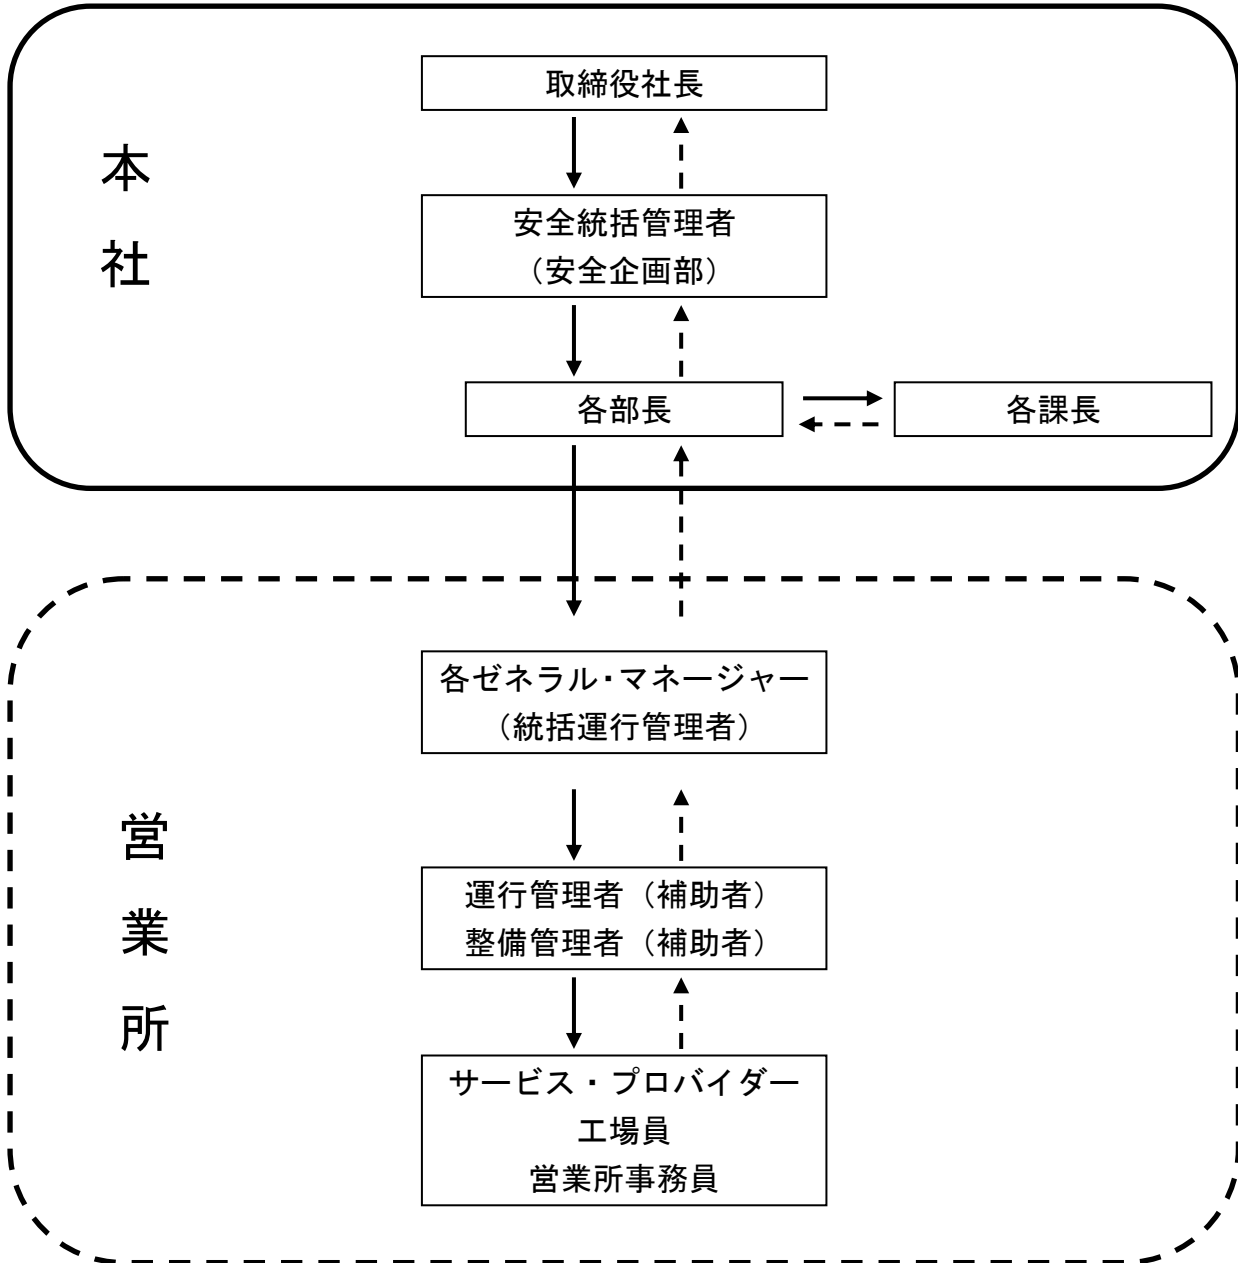 本社
取締役社長
安全統括管理者
（安全企画部）
各部長
各課長
営業所
各ゼネラル・マネージャー
（統括運行管理者）
運行管理者（補助者）
整備管理者（補助者）
サービス・プロバイダー
工場員
営業所事務員